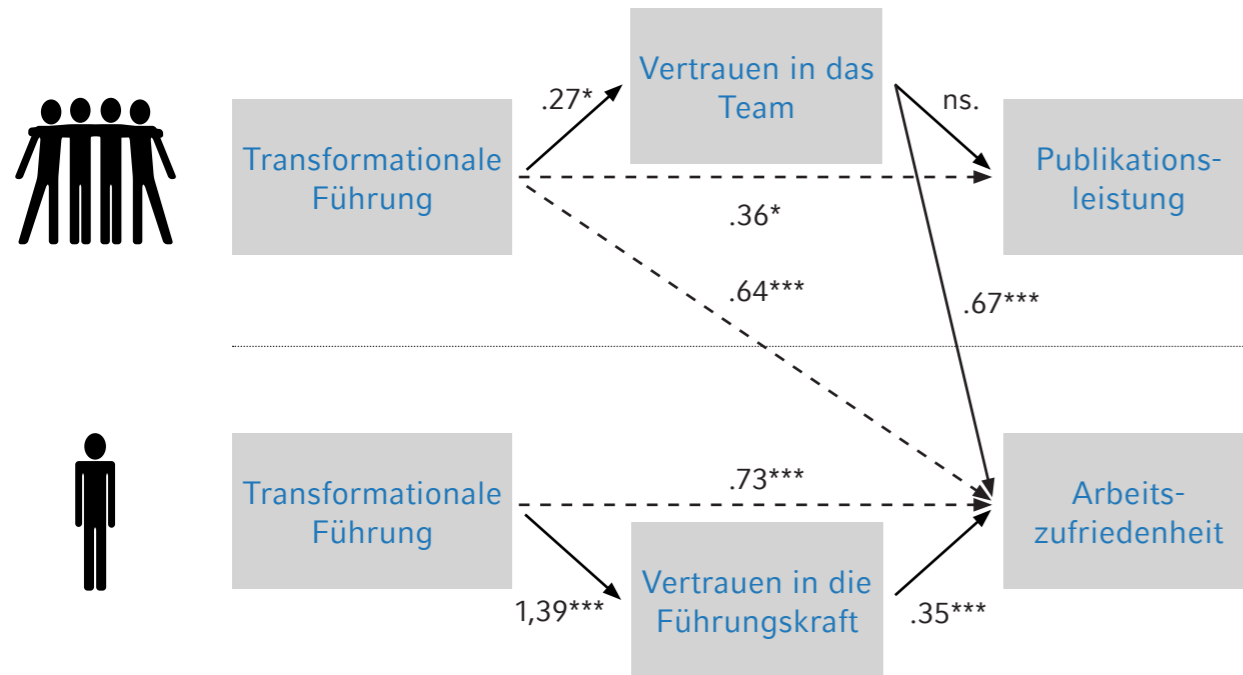 Vertrauen in das
Team
.27*
ns.
Transformationale
Führung
Publikations-
leistung
.36*
.64***
.67***
Transformationale
Führung
.73***
Arbeits-
zufriedenheit
Vertrauen in die
Führungskraft
1,39***
.35***